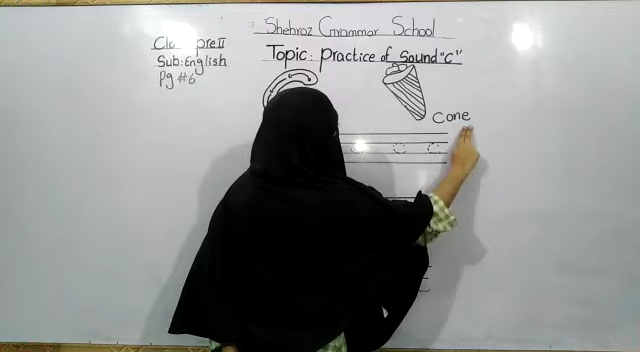 Shehroz Grammar School
Class pre II
Sub: English
Pg #6
Topic: practice of Sound "C"
Cone
c c c